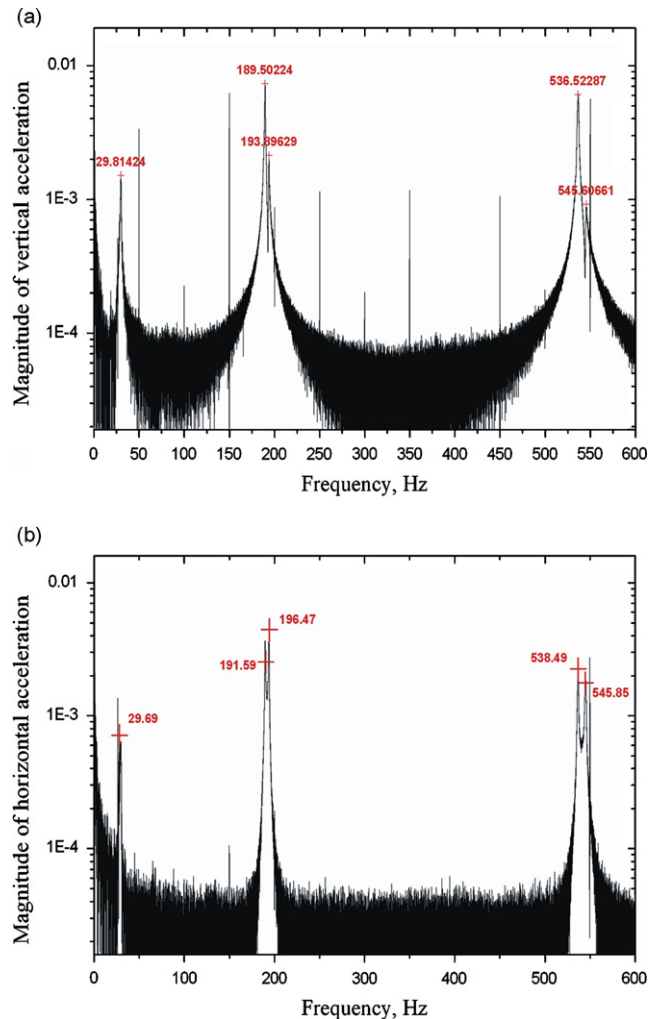 (a)
0.01
1E-3
1E-4
Magnitude of vertical acceleration
29.81424
189.50224
193.89629
536.52287
545.60661
0 50 100 150 200 250 300 350 400 450 500 550 600
Frequency, Hz
(b)
0.01
1E-3
1E-4
Magnitude of horizontal acceleration
29.69
191.59
196.47
538.49
545.85
0 100 200 300 400 500 600
Frequency, Hz